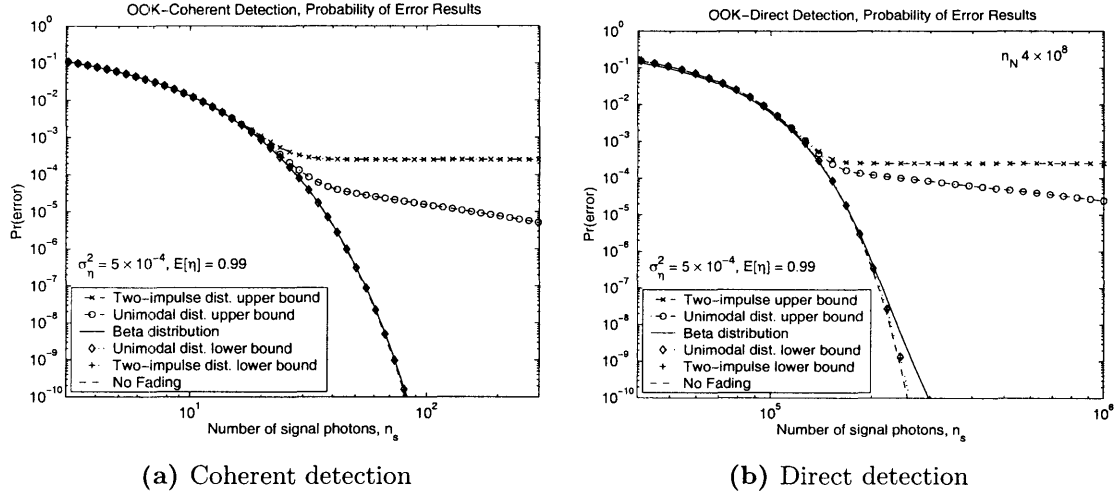 OOK–Coherent Detection, Probability of Error Results
10^0
10^-1
10^-2
10^-3
10^-4
10^-5
10^-6
10^-7
10^-8
10^-9
10^-10
Pr(error)
σ_η^2 = 5 × 10^-4, E[η] = 0.99
Two–impulse dist. upper bound
Unimodal dist. upper bound
Beta distribution
Unimodal dist. lower bound
Two–impulse dist. lower bound
No Fading
10^1
10^2
Number of signal photons, n_s
(a) Coherent detection
OOK–Direct Detection, Probability of Error Results
n_N 4 × 10^8
10^0
10^-1
10^-2
10^-3
10^-4
10^-5
10^-6
10^-7
10^-8
10^-9
10^-10
Pr(error)
σ_η^2 = 5 × 10^-4, E[η] = 0.99
Two–impulse upper bound
Unimodal dist. upper bound
Beta distribution
Unimodal dist. lower bound
Two–impulse lower bound
No Fading
10^5
10^6
Number of signal photons, n_s
(b) Direct detection